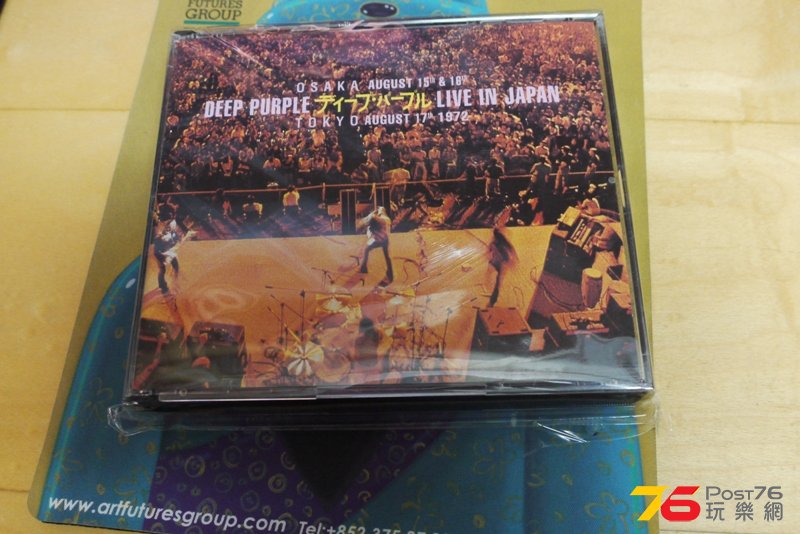 FUTURES
GROUP
OSAKA AUGUST 15th & 16th
DEEP PURPLE ディープ・パープル LIVE IN JAPAN
TOKYO AUGUST 17th 1972
www.artfuturesgroup.com Tel:+852 375
76 POST76
玩樂網